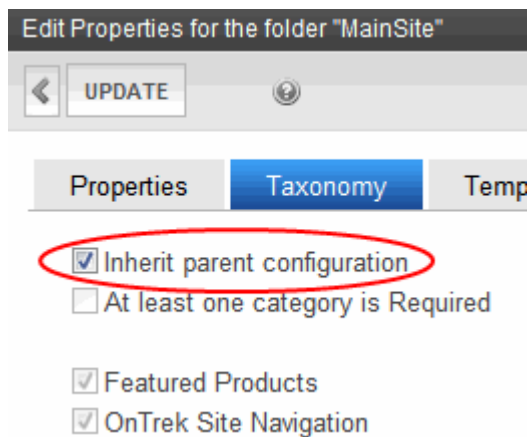 Edit Properties for the folder "MainSite"
UPDATE
Properties Taxonomy Temp
Inherit parent configuration
At least one category is Required
Featured Products
OnTrek Site Navigation